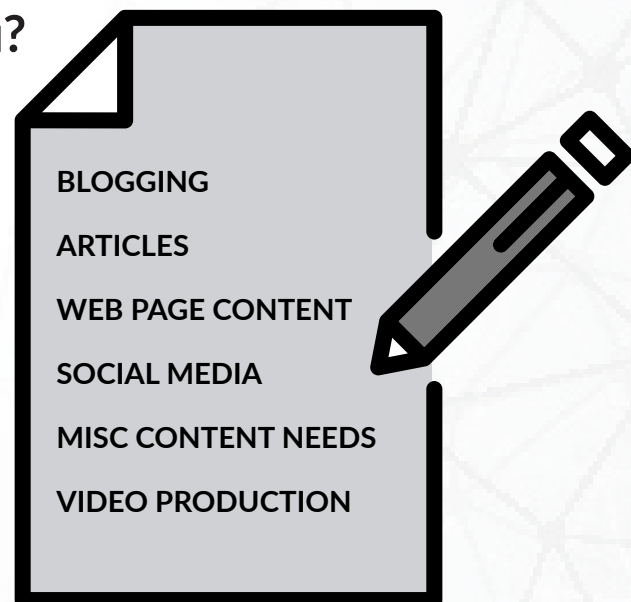 ?
BLOGGING
ARTICLES
WEB PAGE CONTENT
SOCIAL MEDIA
MISC CONTENT NEEDS
VIDEO PRODUCTION